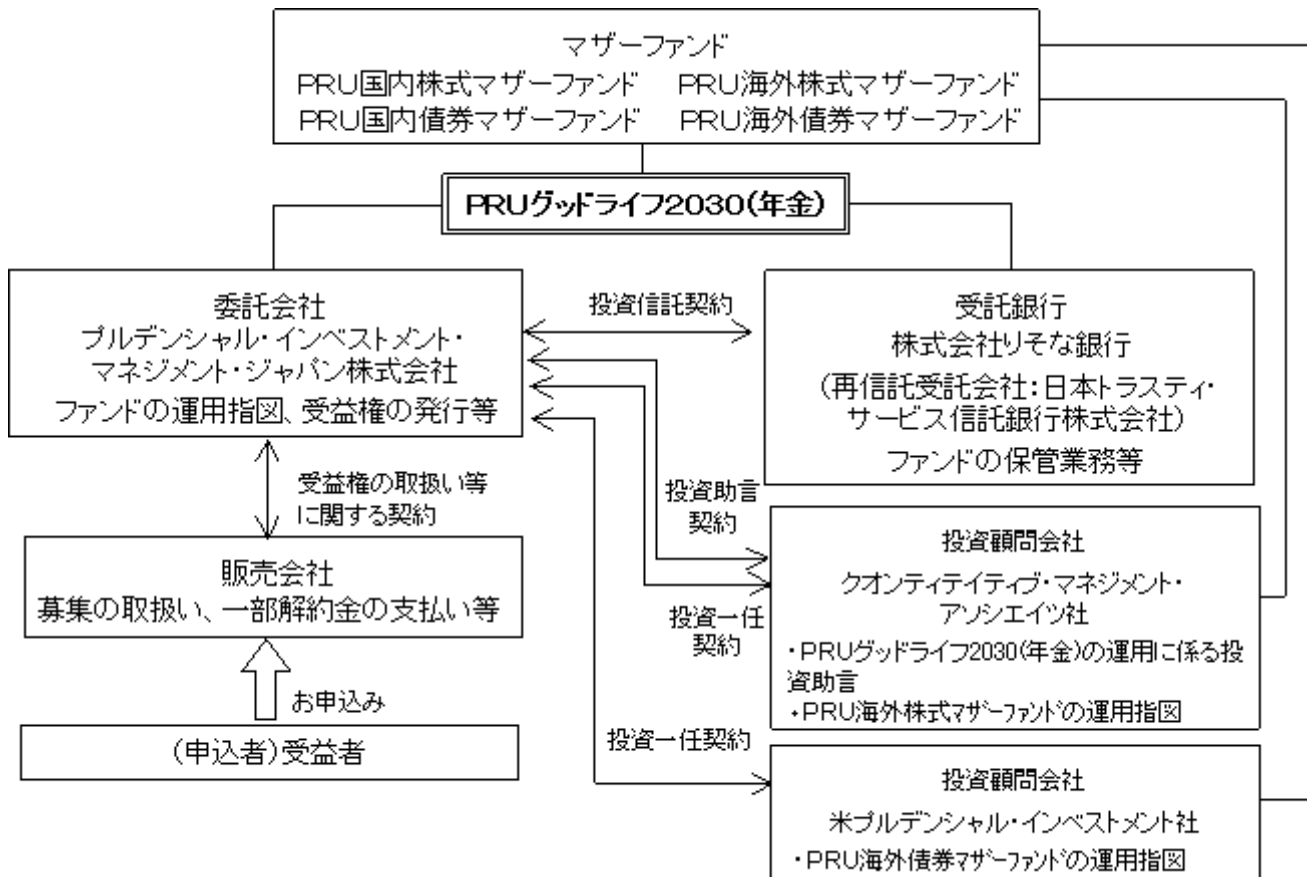 マザーファンド
PRU国内株式マザーファンド　PRU海外株式マザーファンド
PRU国内債券マザーファンド　PRU海外債券マザーファンド
PRUグッドライフ2030(年金)
委託会社
プルデンシャル・インベストメント・
マネジメント・ジャパン株式会社
ファンドの運用指図、受益権の発行等
投資信託契約
受託銀行
株式会社りそな銀行
(再信託受託会社:日本トラスティ・
サービス信託銀行株式会社)
ファンドの保管業務等
受益権の取扱い等
に関する契約
投資助言
契約
投資一任
契約
投資顧問会社
クオンティテイティブ・マネジメント・
アソシエイツ社
・PRUグッドライフ2030(年金)の運用に係る投
資助言
・PRU海外株式マザーファンドの運用指図
販売会社
募集の取扱い、一部解約金の支払い等
お申込み
(申込者)受益者
投資一任契約
投資顧問会社
米プルデンシャル・インベストメント社
・PRU海外債券マザーファンドの運用指図